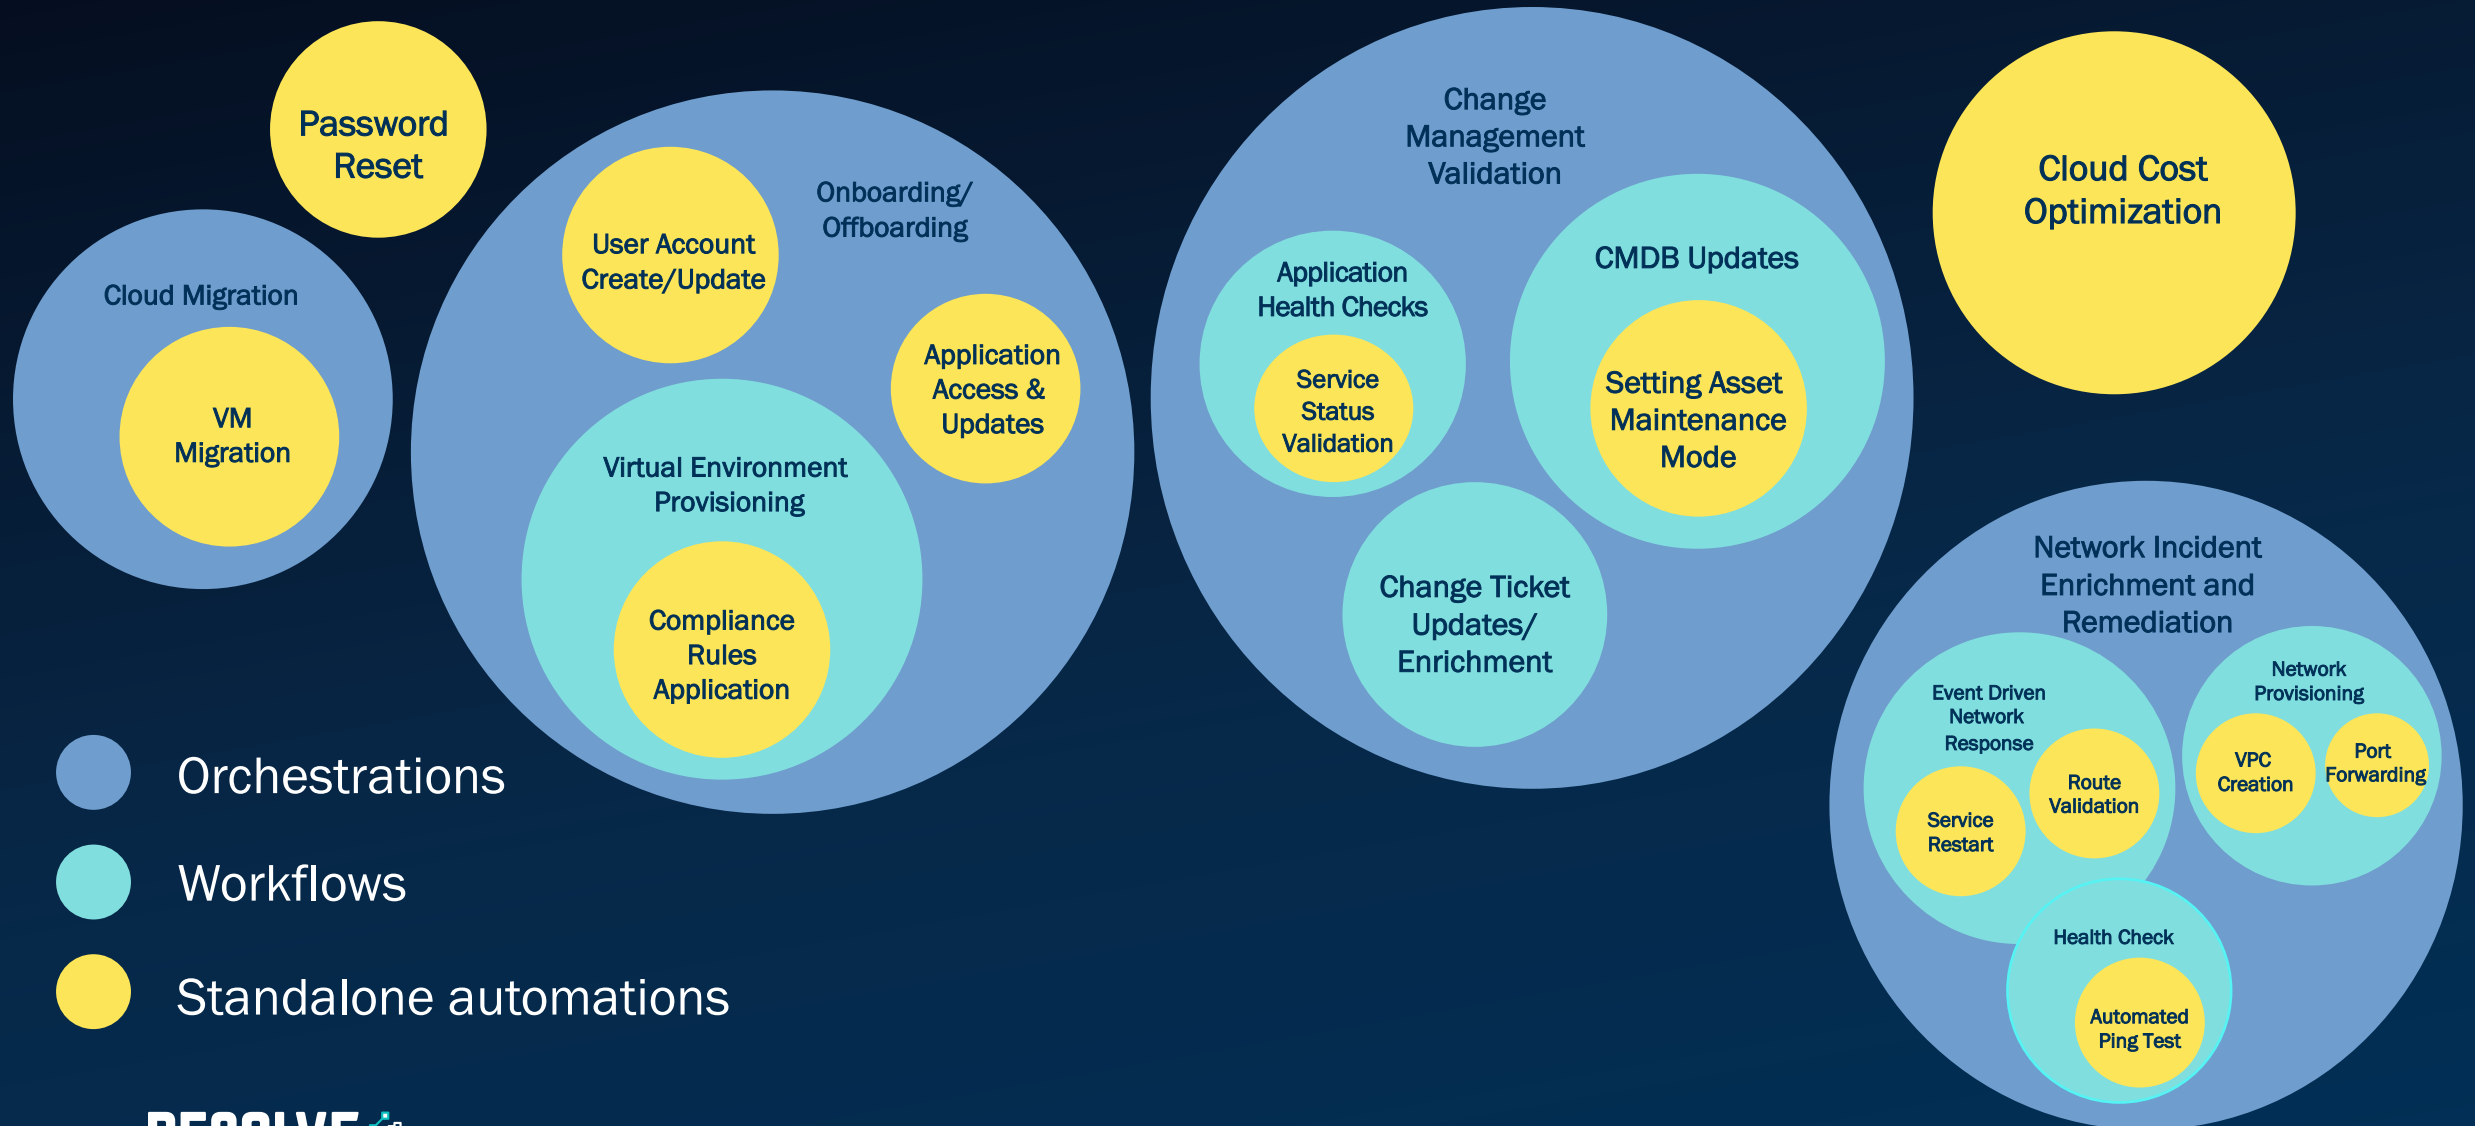 Password
Reset
Cloud Migration
VM
Migration
Onboarding/
Offboarding
User Account
Create/Update
Application
Access &
Updates
Virtual Environment
Provisioning
Compliance
Rules
Application
Change
Management
Validation
Application
Health Checks
Service
Status
Validation
CMDB Updates
Setting Asset
Maintenance
Mode
Change Ticket
Updates/
Enrichment
Cloud Cost
Optimization
Network Incident
Enrichment and
Remediation
Event Driven
Network
Response
Service
Restart
Route
Validation
Network
Provisioning
VPC
Creation
Port
Forwarding
Health Check
Automated
Ping Test
Orchestrations
Workflows
Standalone automations
RESOLVE